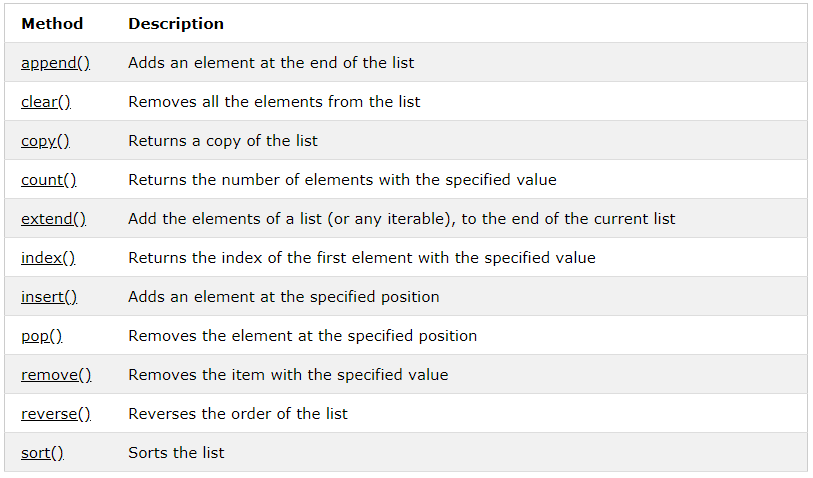 Method Description
append() Adds an element at the end of the list
clear() Removes all the elements from the list
copy() Returns a copy of the list
count() Returns the number of elements with the specified value
extend() Add the elements of a list (or any iterable), to the end of the current list
index() Returns the index of the first element with the specified value
insert() Adds an element at the specified position
pop() Removes the element at the specified position
remove() Removes the item with the specified value
reverse() Reverses the order of the list
sort() Sorts the list